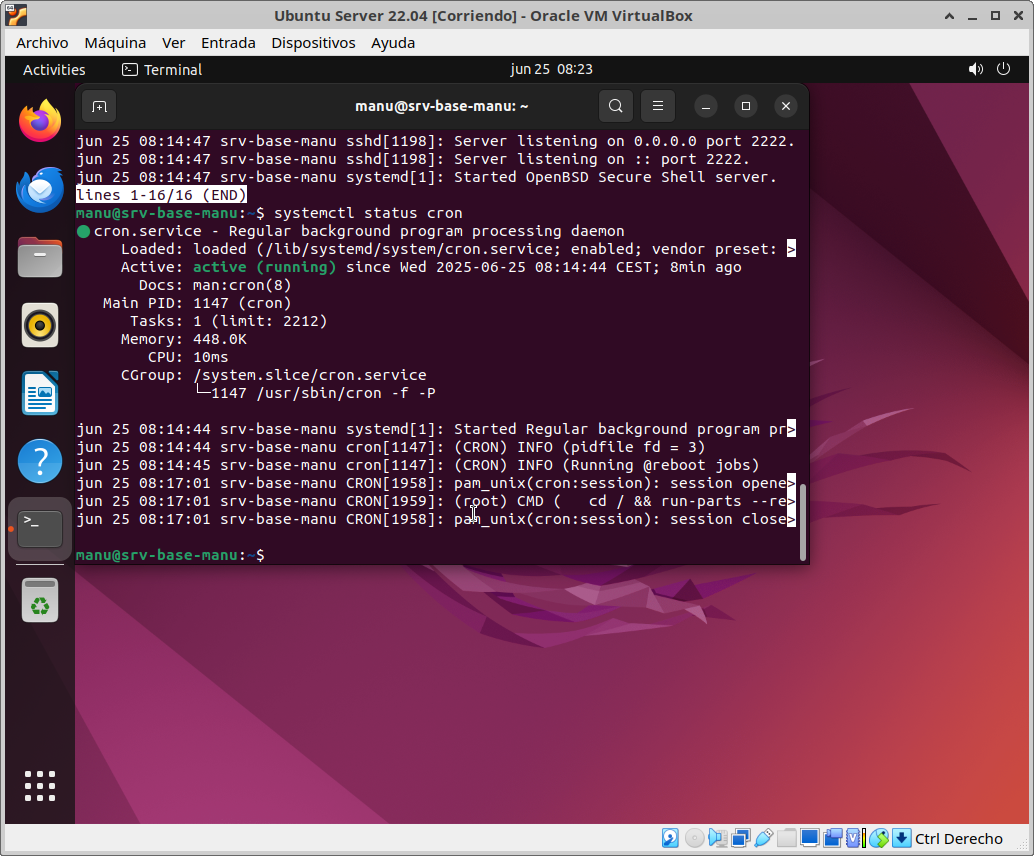 Ubuntu Server 22.04 [Corriendo] - Oracle VM VirtualBox
Archivo Máquina Ver Entrada Dispositivos Ayuda
Activities Terminal jun 25 08:23
manu@srv-base-manu: ~
jun 25 08:14:47 srv-base-manu sshd[1198]: Server listening on 0.0.0.0 port 2222.
jun 25 08:14:47 srv-base-manu sshd[1198]: Server listening on :: port 2222.
jun 25 08:14:47 srv-base-manu systemd[1]: Started OpenBSD Secure Shell server.
lines 1-16/16 (END)
manu@srv-base-manu:~$ systemctl status cron
cron.service - Regular background program processing daemon
Loaded: loaded (/lib/systemd/system/cron.service; enabled; vendor preset: >
Active: active (running) since Wed 2025-06-25 08:14:44 CEST; 8min ago
Docs: man:cron(8)
Main PID: 1147 (cron)
Tasks: 1 (limit: 2212)
Memory: 448.0K
CPU: 10ms
CGroup: /system.slice/cron.service
└─1147 /usr/sbin/cron -f -P
jun 25 08:14:44 srv-base-manu systemd[1]: Started Regular background program pr>
jun 25 08:14:44 srv-base-manu cron[1147]: (CRON) INFO (pidfile fd = 3)
jun 25 08:14:45 srv-base-manu cron[1147]: (CRON) INFO (Running @reboot jobs)
jun 25 08:17:01 srv-base-manu CRON[1958]: pam_unix(cron:session): session opene>
jun 25 08:17:01 srv-base-manu CRON[1959]: (root) CMD (   cd / && run-parts --re>
jun 25 08:17:01 srv-base-manu CRON[1958]: pam_unix(cron:session): session close>
manu@srv-base-manu:~$
Ctrl Derecho